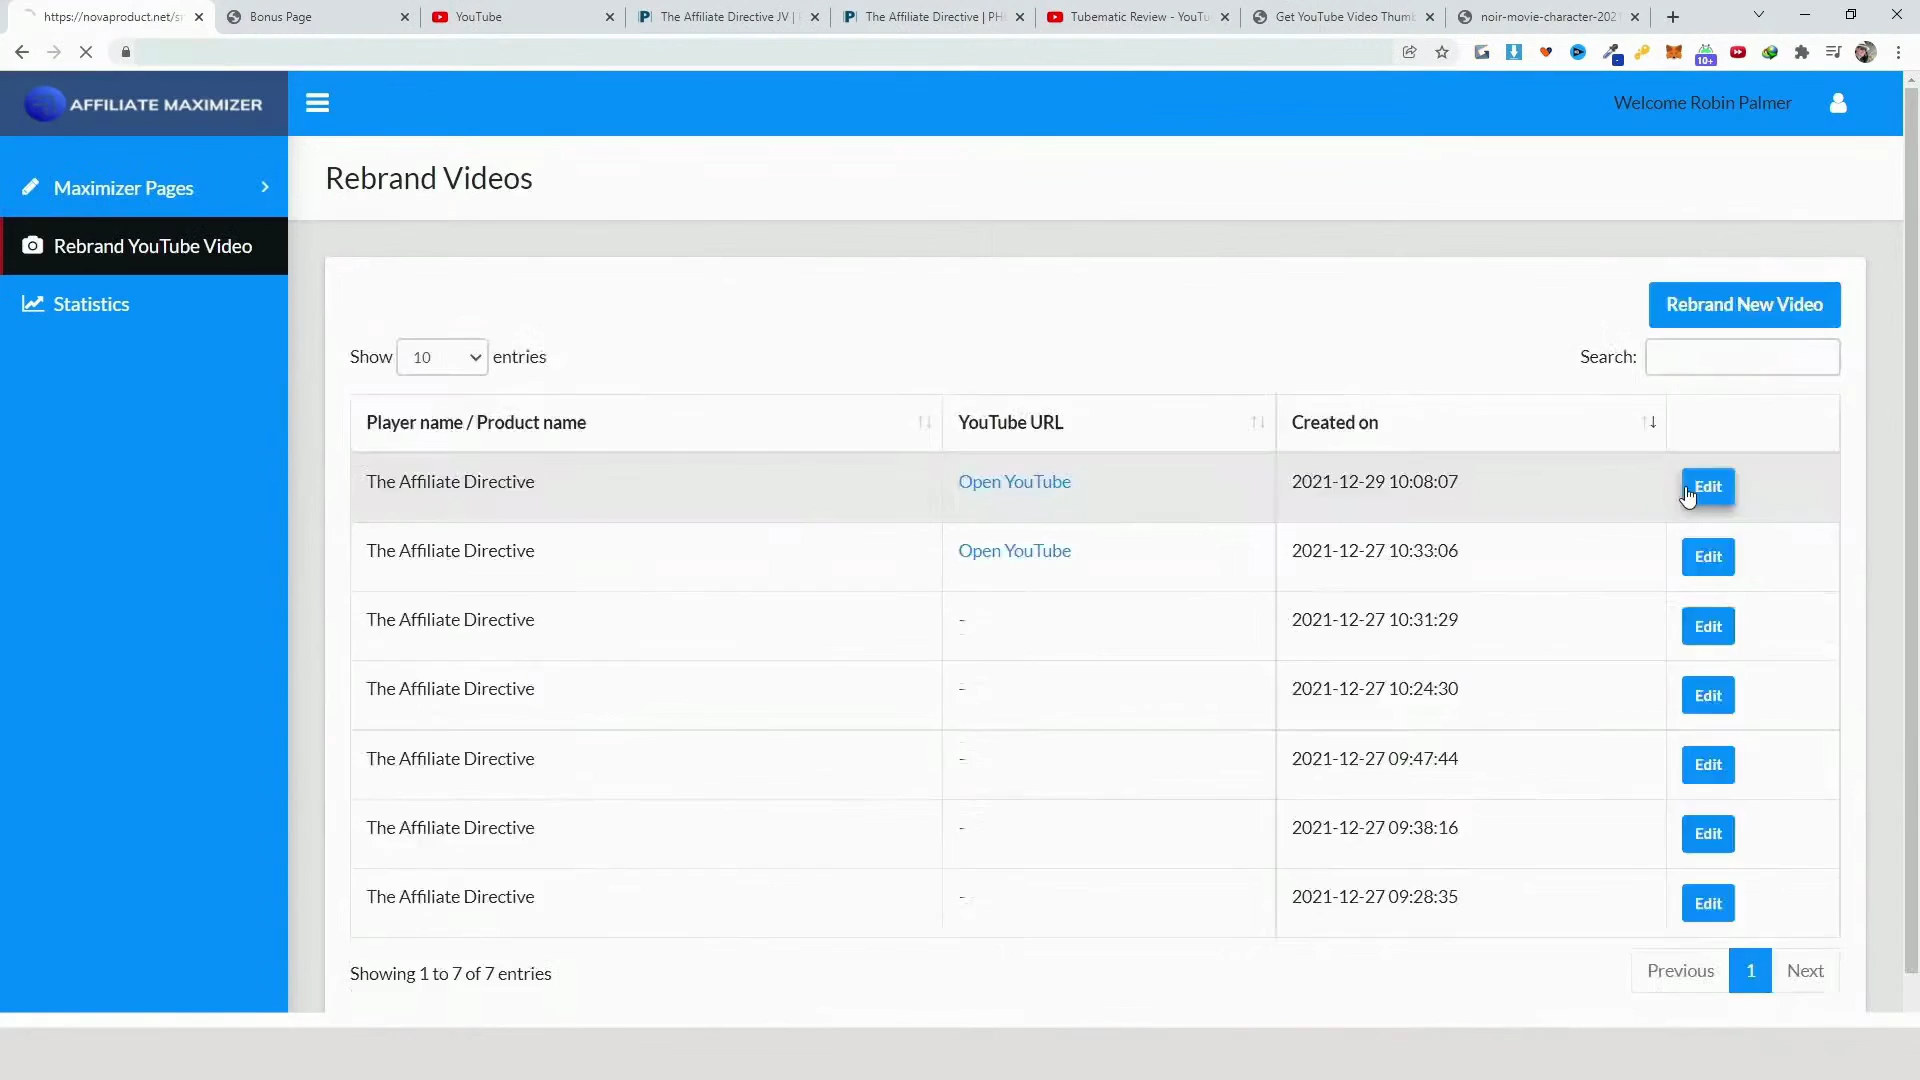 https://novaproduct.net/s
Bonus Page
YouTube
The Affiliate Directive JV |
The Affiliate Directive | PH
Tubematic Review - YouTu
Get YouTube Video Thumb
noir-movie-character-202
10+
AFFILIATE MAXIMIZER
Welcome Robin Palmer
Maximizer Pages
Rebrand YouTube Video
Statistics
Rebrand Videos
Rebrand New Video
Show 10 entries
Search:
Player name / Product name YouTube URL Created on
The Affiliate Directive Open YouTube 2021-12-29 10:08:07 Edit
The Affiliate Directive Open YouTube 2021-12-27 10:33:06 Edit
The Affiliate Directive - 2021-12-27 10:31:29 Edit
The Affiliate Directive - 2021-12-27 10:24:30 Edit
The Affiliate Directive - 2021-12-27 09:47:44 Edit
The Affiliate Directive - 2021-12-27 09:38:16 Edit
The Affiliate Directive - 2021-12-27 09:28:35 Edit
Showing 1 to 7 of 7 entries
Previous 1 Next